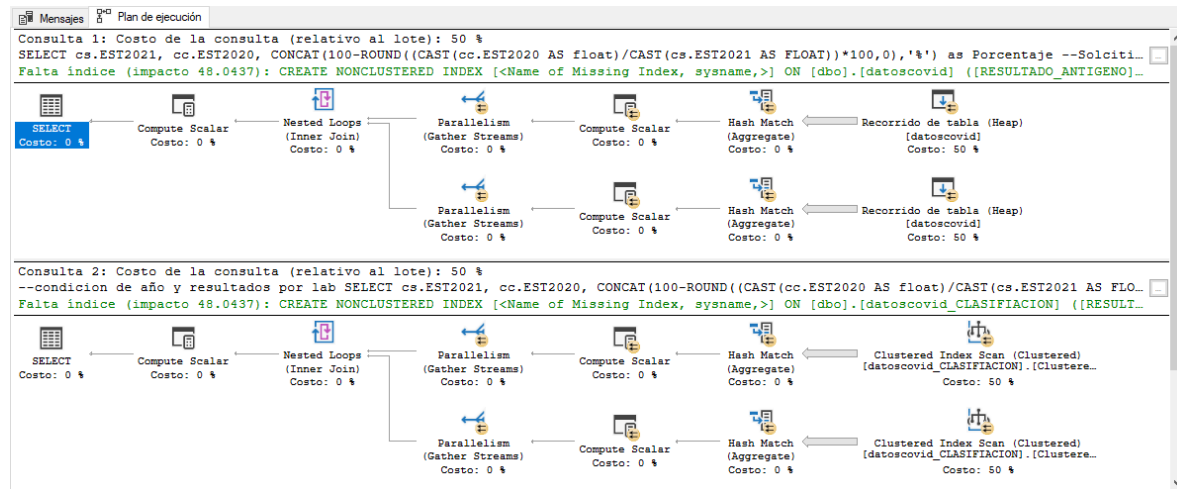 Mensajes Plan de ejecución
Consulta 1: Costo de la consulta (relativo al lote): 50 %
SELECT cs.EST2021, cc.EST2020, CONCAT(100-ROUND((CAST(cc.EST2020 AS float)/CAST(cs.EST2021 AS FLOAT))*100,0),'%') as Porcentaje --Solciti…
Falta índice (impacto 48.0437): CREATE NONCLUSTERED INDEX [<Name of Missing Index, sysname,>] ON [dbo].[datoscovid] ([RESULTADO_ANTIGENO]…
SELECT
Costo: 0 %
Compute Scalar
Costo: 0 %
Nested Loops
(Inner Join)
Costo: 0 %
Parallelism
(Gather Streams)
Costo: 0 %
Compute Scalar
Costo: 0 %
Hash Match
(Aggregate)
Costo: 0 %
Recorrido de tabla (Heap)
[datoscovid]
Costo: 50 %
Parallelism
(Gather Streams)
Costo: 0 %
Compute Scalar
Costo: 0 %
Hash Match
(Aggregate)
Costo: 0 %
Recorrido de tabla (Heap)
[datoscovid]
Costo: 50 %
Consulta 2: Costo de la consulta (relativo al lote): 50 %
--condicion de año y resultados por lab SELECT cs.EST2021, cc.EST2020, CONCAT(100-ROUND((CAST(cc.EST2020 AS float)/CAST(cs.EST2021 AS FLO…
Falta índice (impacto 48.0437): CREATE NONCLUSTERED INDEX [<Name of Missing Index, sysname,>] ON [dbo].[datoscovid_CLASIFIACION] ([RESULT…
SELECT
Costo: 0 %
Compute Scalar
Costo: 0 %
Nested Loops
(Inner Join)
Costo: 0 %
Parallelism
(Gather Streams)
Costo: 0 %
Compute Scalar
Costo: 0 %
Hash Match
(Aggregate)
Costo: 0 %
Clustered Index Scan (Clustered)
[datoscovid_CLASIFIACION].[Clustere…
Costo: 50 %
Parallelism
(Gather Streams)
Costo: 0 %
Compute Scalar
Costo: 0 %
Hash Match
(Aggregate)
Costo: 0 %
Clustered Index Scan (Clustered)
[datoscovid_CLASIFIACION].[Clustere…
Costo: 50 %